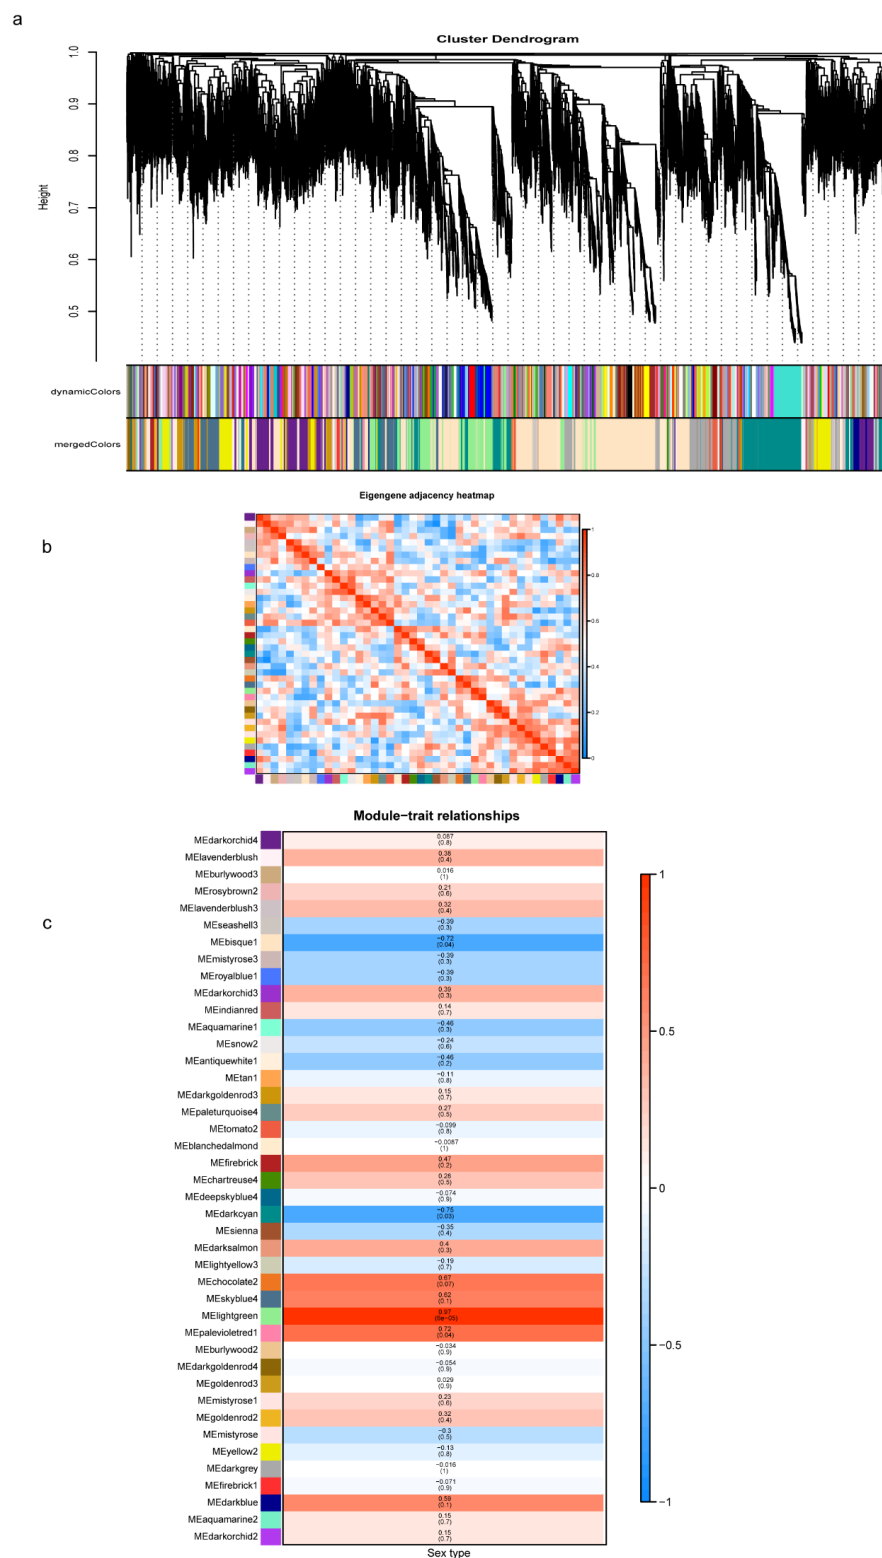 a
Cluster Dendrogram
Height
1.0
0.9
0.8
0.7
0.6
0.5
dynamicColors
mergedColors
b
Eigengene adjacency heatmap
1
0.8
0.6
0.4
0.2
0
c
Module−trait relationships
MEdarkorchid4 0.087 (0.8)
MElavenderblush 0.38 (0.4)
MEburlywood3 0.016 (1)
MErosybrown2 0.21 (0.6)
MElavenderblush3 0.32 (0.4)
MEseashell3 −0.39 (0.3)
MEbisque1 −0.72 (0.04)
MEmistyrose3 −0.39 (0.3)
MEroyalblue1 −0.39 (0.3)
MEdarkorchid3 0.39 (0.3)
MEindianred 0.14 (0.7)
MEaquamarine1 −0.46 (0.3)
MEsnow2 −0.24 (0.6)
MEantiquewhite1 −0.46 (0.2)
MEtan1 −0.11 (0.8)
MEdarkgoldenrod3 0.15 (0.7)
MEpaleturquoise4 0.27 (0.5)
MEtomato2 −0.099 (0.8)
MEblanchedalmond −0.0087 (1)
MEfirebrick 0.47 (0.2)
MEchartreuse4 0.26 (0.5)
MEdeepskyblue4 −0.074 (0.9)
MEdarkcyan −0.75 (0.03)
MEsienna −0.35 (0.4)
MEdarksalmon 0.4 (0.3)
MElightyellow3 −0.19 (0.7)
MEchocolate2 0.67 (0.07)
MEskyblue4 0.62 (0.1)
MElightgreen 0.97 (6e−05)
MEpalevioletred1 0.72 (0.04)
MEburlywood2 −0.034 (0.9)
MEdarkgoldenrod4 −0.054 (0.9)
MEgoldenrod3 0.029 (0.9)
MEmistyrose1 0.23 (0.6)
MEgoldenrod2 0.32 (0.4)
MEmistyrose −0.3 (0.5)
MEyellow2 −0.13 (0.8)
MEdarkgrey −0.016 (1)
MEfirebrick1 −0.071 (0.9)
MEdarkblue 0.59 (0.1)
MEaquamarine2 0.15 (0.7)
MEdarkorchid2 0.15 (0.7)
Sex type
1
0.5
0
−0.5
−1